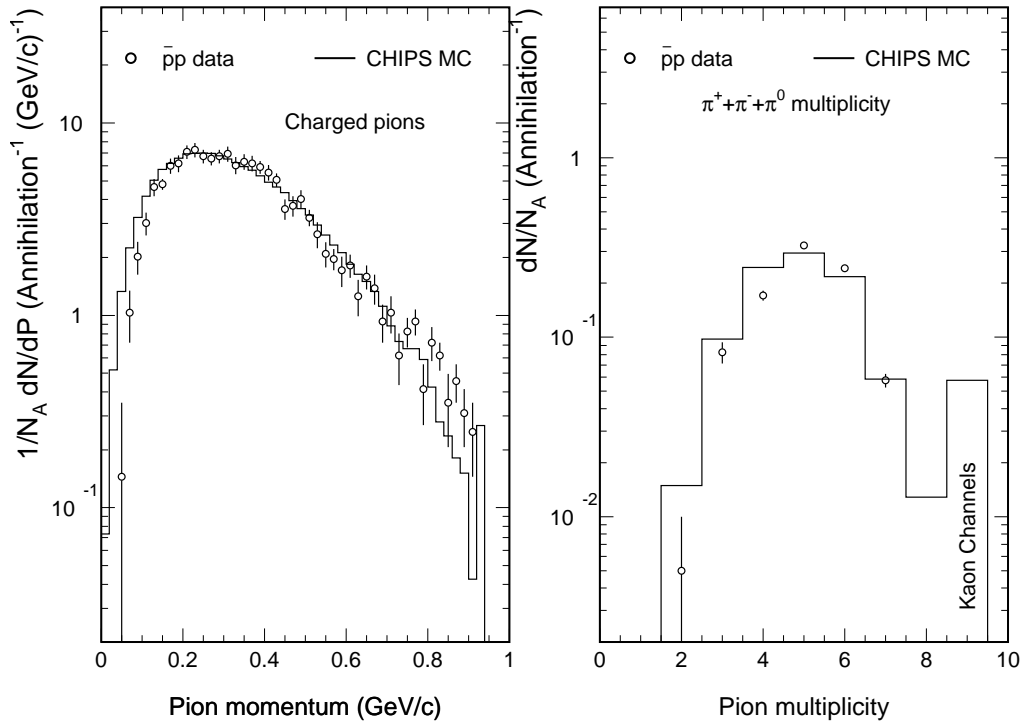 1/N_A dN/dP (Annihilation^-1 (GeV/c)^-1)
p̄p data
CHIPS MC
Charged pions
10
1
10^-1
0
0.2
0.4
0.6
0.8
1
Pion momentum (GeV/c)
dN/N_A (Annihilation^-1)
p̄p data
CHIPS MC
π^+ +π^- +π^0 multiplicity
1
10^-1
10^-2
Kaon Channels
0
2
4
6
8
10
Pion multiplicity